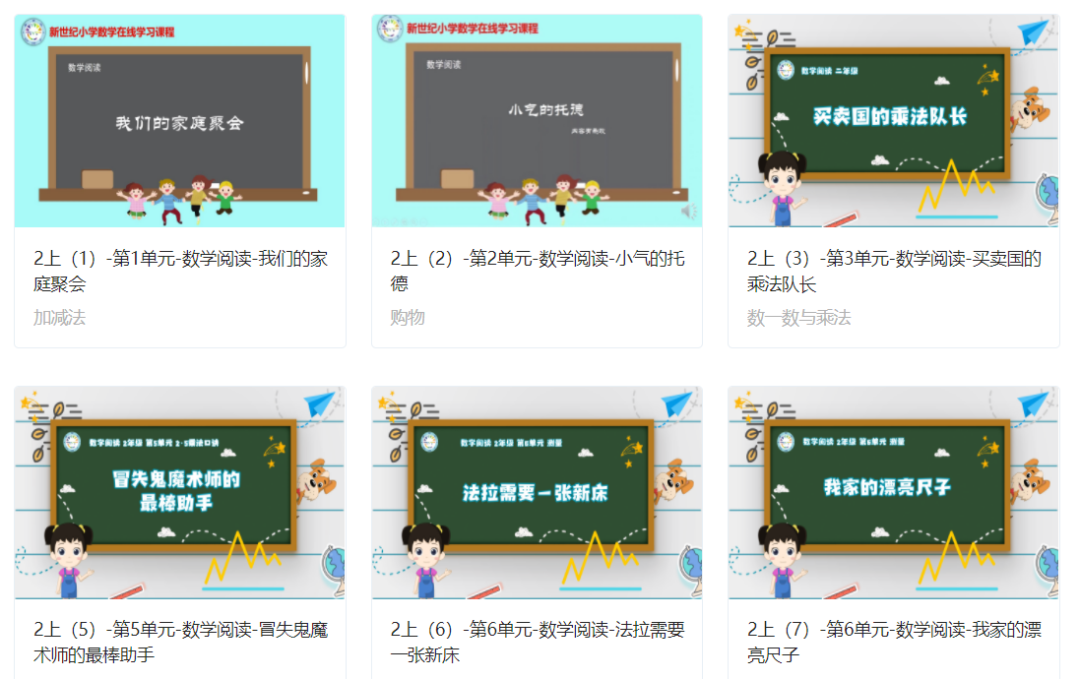 新世纪小学数学在线学习课程
数学阅读
我们的家庭聚会
2上（1）-第1单元-数学阅读-我们的家
庭聚会
加减法
新世纪小学数学在线学习课程
数学阅读
小气的托德
2上（2）-第2单元-数学阅读-小气的托
德
购物
数学阅读 二年级
买卖国的乘法队长
2上（3）-第3单元-数学阅读-买卖国的
乘法队长
数一数与乘法
数学阅读 2年级 第5单元 2-5乘法口诀
冒失鬼魔术师的
最棒助手
2上（5）-第5单元-数学阅读-冒失鬼魔
术师的最棒助手
数学阅读 2年级 第6单元 测量
法拉需要一张新床
2上（6）-第6单元-数学阅读-法拉需要
一张新床
数学阅读 2年级 第6单元 测量
我家的漂亮尺子
2上（7）-第6单元-数学阅读-我家的漂
亮尺子